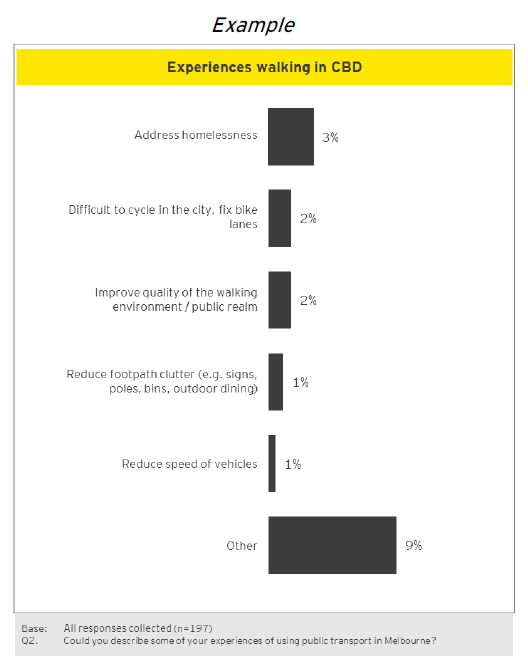 Example
Experiences walking in CBD
Address homelessness
3%
Difficult to cycle in the city, fix bike
lanes
2%
Improve quality of the walking
environment / public realm
2%
Reduce footpath clutter (e.g. signs,
poles, bins, outdoor dining)
1%
Reduce speed of vehicles
1%
Other
9%
Base: All responses collected (n=197)
Q2. Could you describe some of your experiences of using public transport in Melbourne?